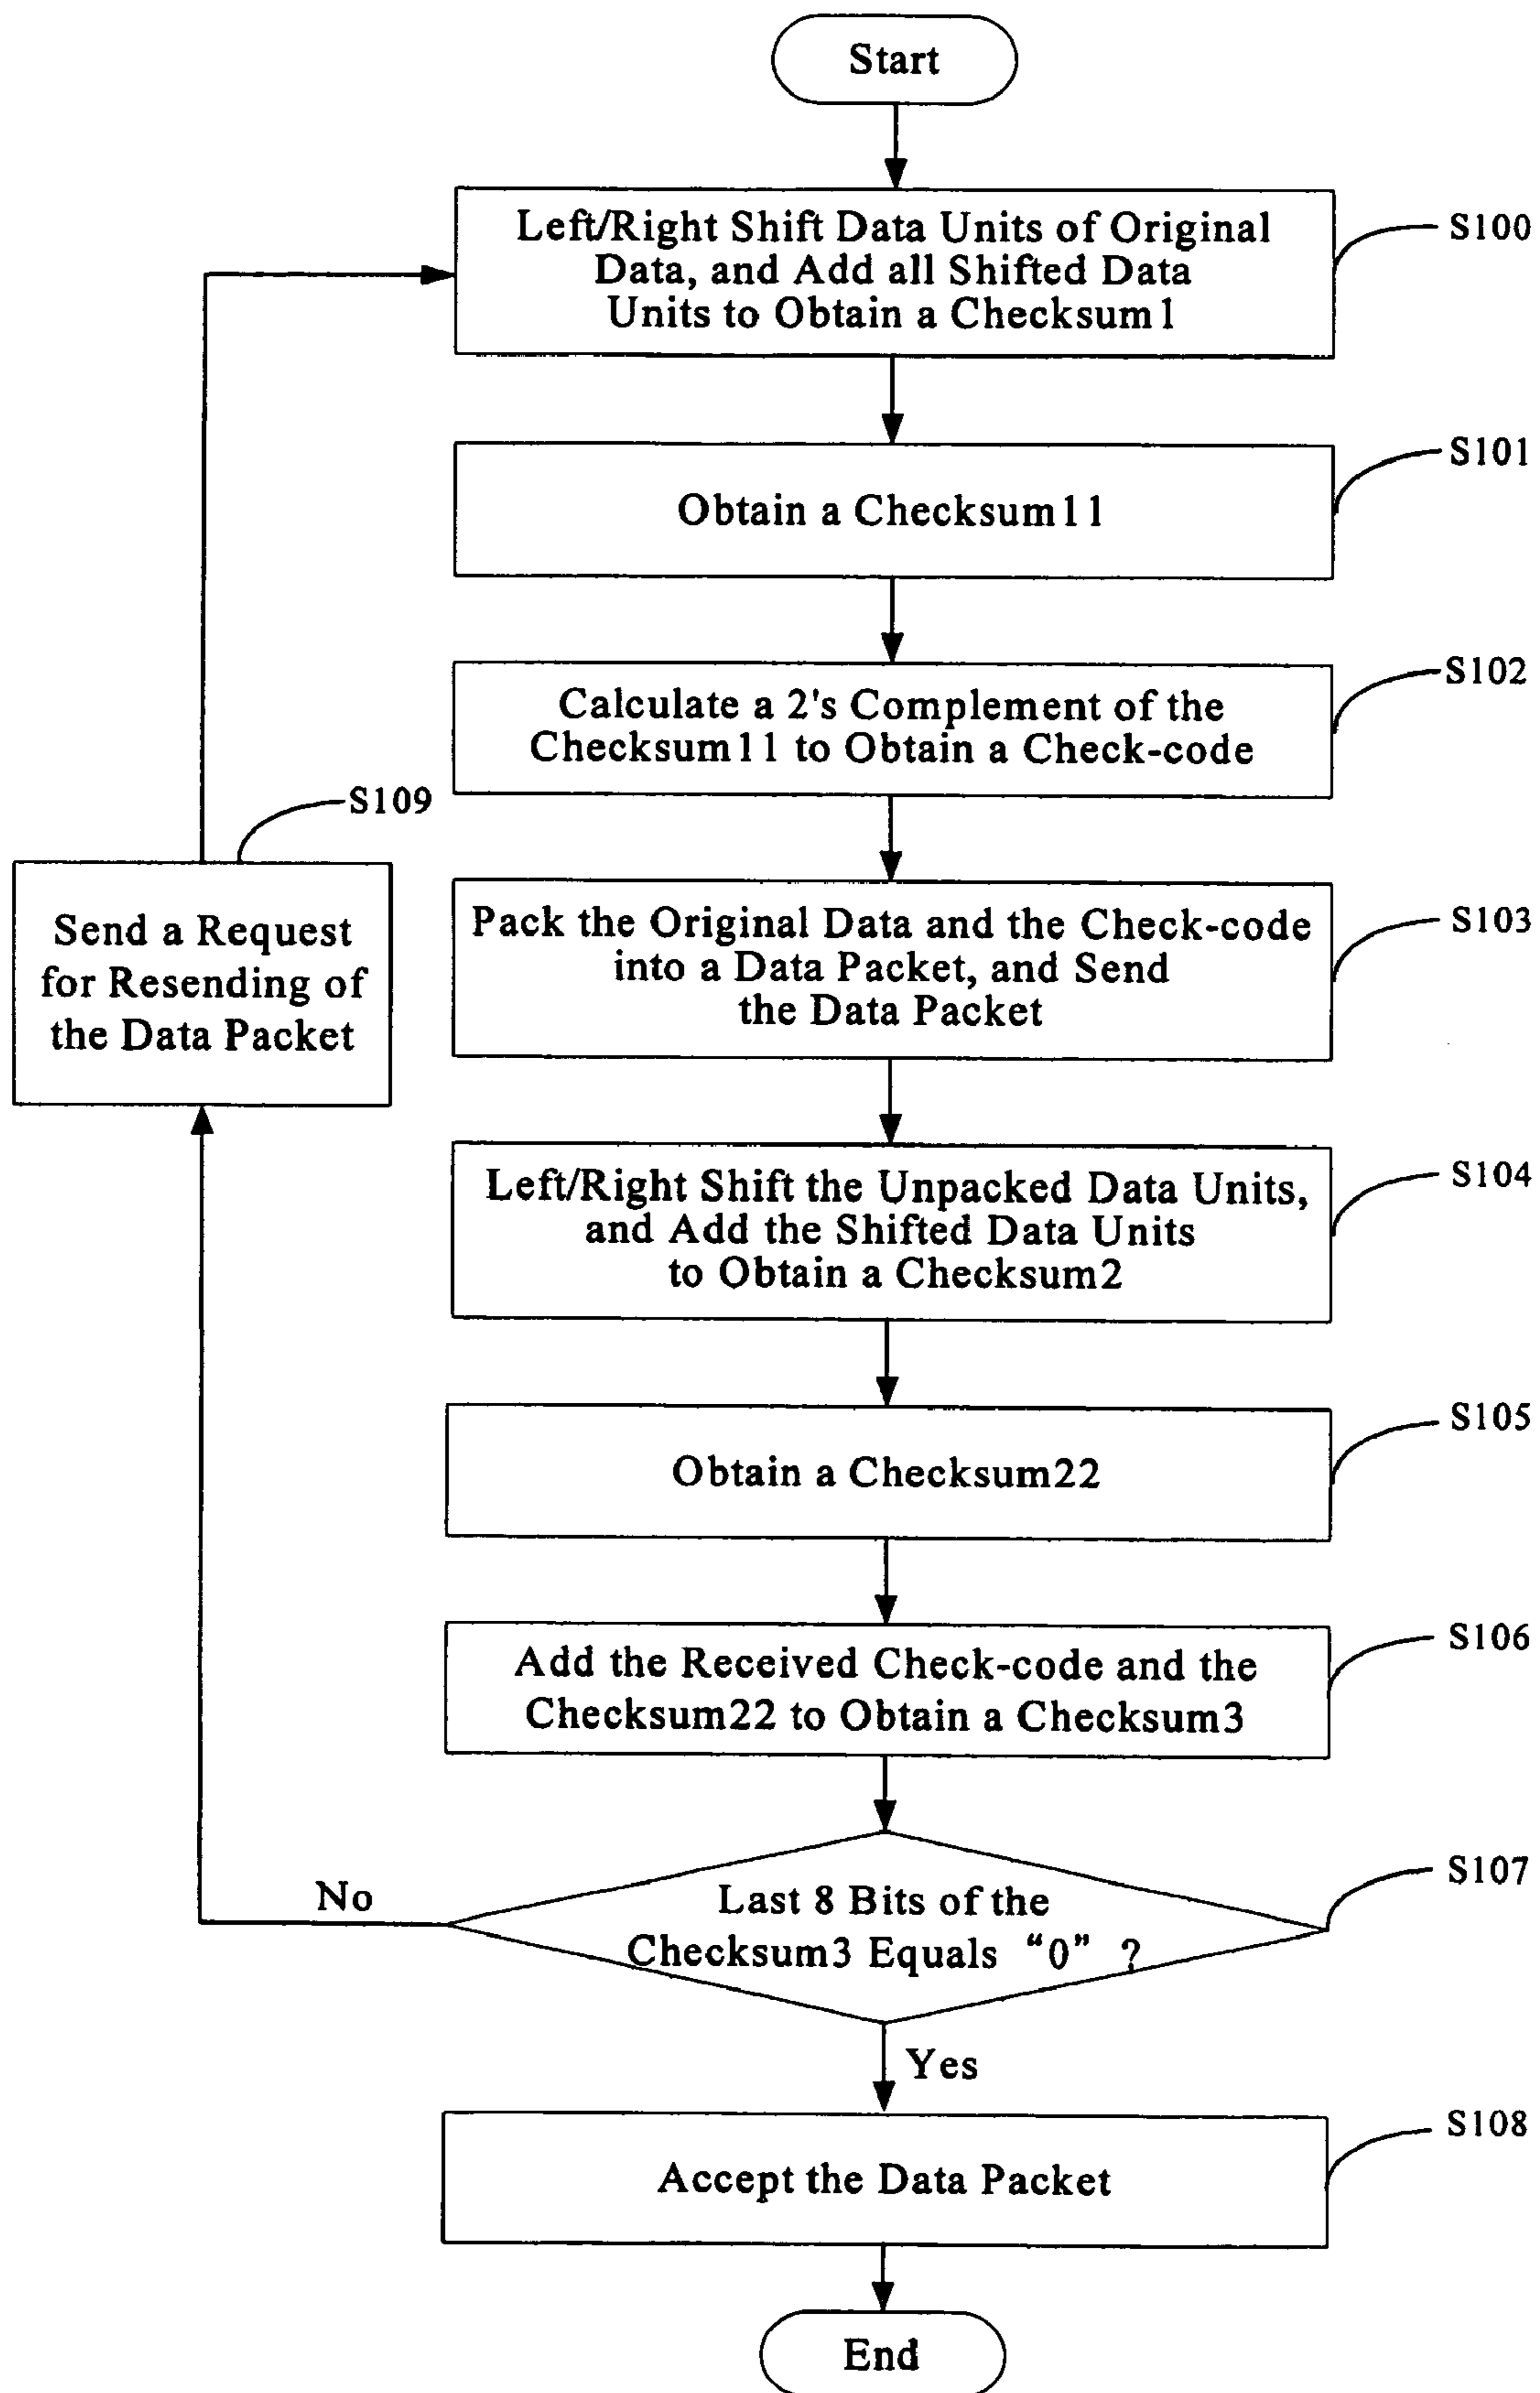 Start
Left/Right Shift Data Units of Original
Data, and Add all Shifted Data
Units to Obtain a Checksum1
S100
Obtain a Checksum11
S101
Calculate a 2's Complement of the
Checksum11 to Obtain a Check-code
S102
S109
Send a Request
for Resending of
the Data Packet
Pack the Original Data and the Check-code
into a Data Packet, and Send
the Data Packet
S103
Left/Right Shift the Unpacked Data Units,
and Add the Shifted Data Units
to Obtain a Checksum2
S104
Obtain a Checksum22
S105
Add the Received Check-code and the
Checksum22 to Obtain a Checksum3
S106
No
Last 8 Bits of the
Checksum3 Equals “0” ?
S107
Yes
Accept the Data Packet
S108
End